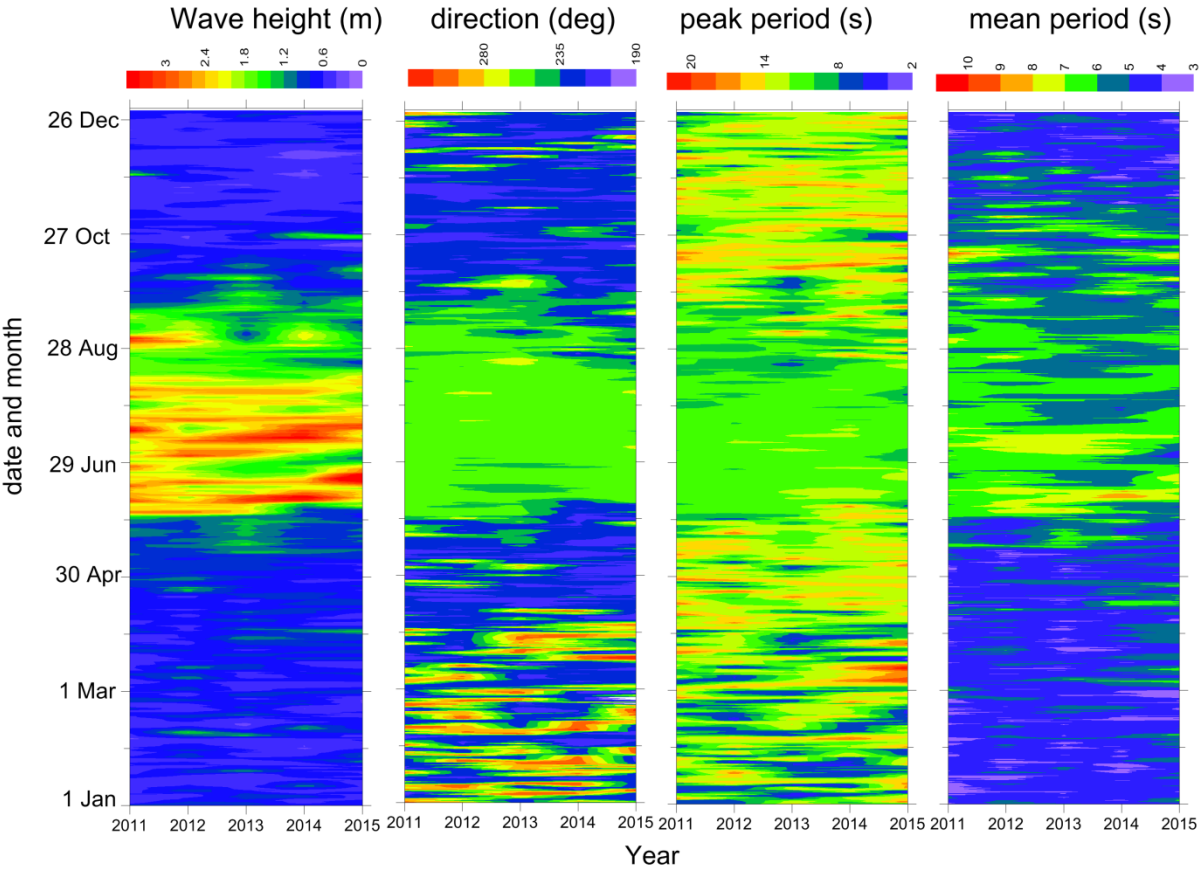 Wave height (m) direction (deg) peak period (s) mean period (s)
3 2.4 1.8 1.2 0.6 0
280 235 190
20 14 8 2
10 9 8 7 6 5 4 3
26 Dec
27 Oct
28 Aug
29 Jun
30 Apr
1 Mar
1 Jan
date and month
2011 2012 2013 2014 2015
2011 2012 2013 2014 2015
2011 2012 2013 2014 2015
2011 2012 2013 2014 2015
Year